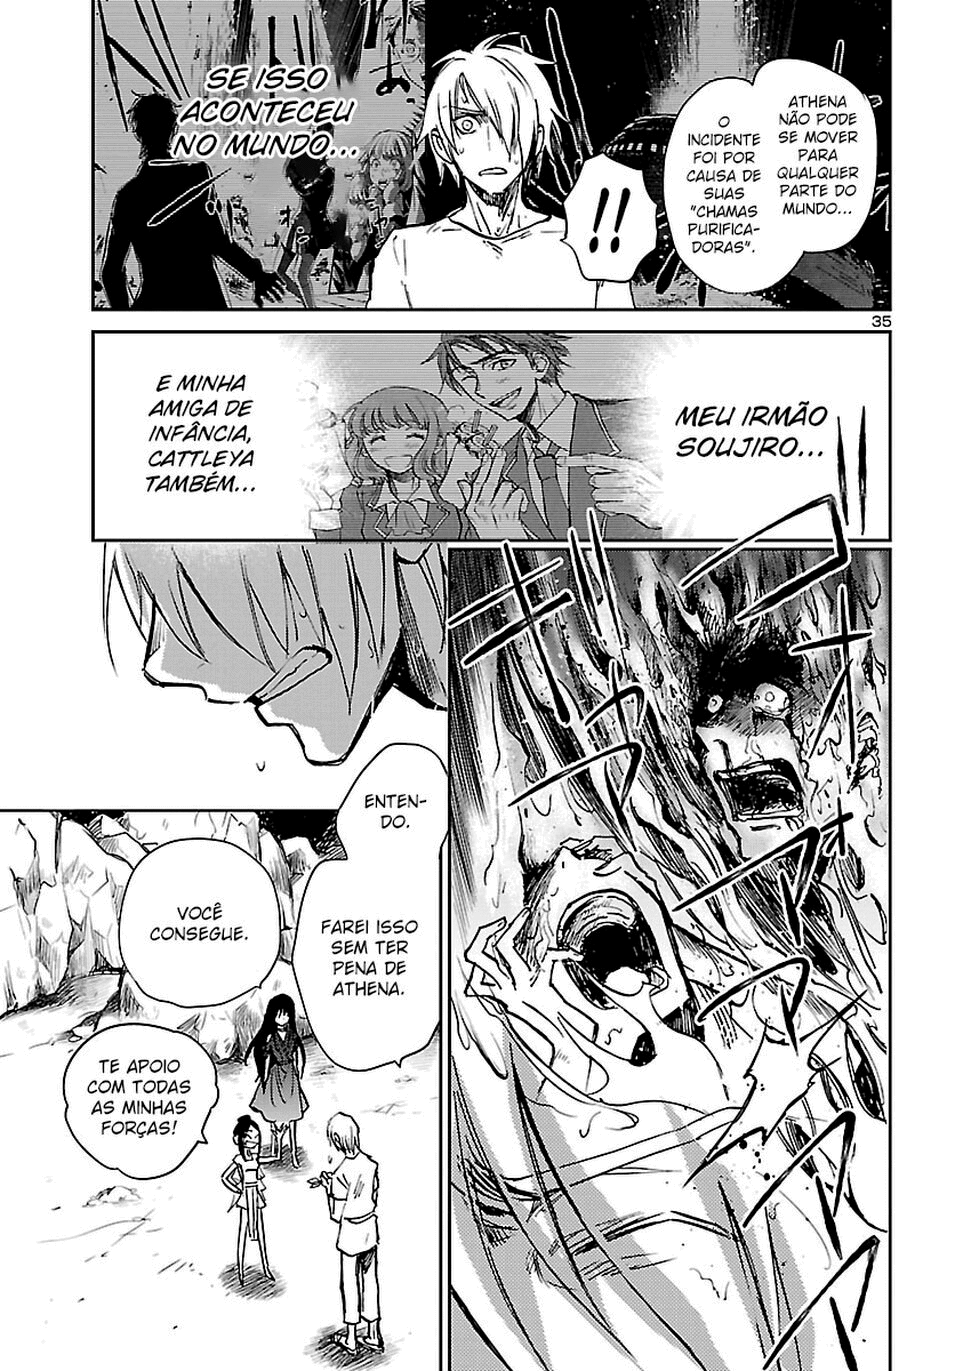 ATHENA
NÃO PODE
SE MOVER
PARA
QUALQUER
PARTE DO
MUNDO...
O
INCIDENTE
FOI POR
CAUSA DE
SUAS
"CHAMAS
PURIFICA-
DORAS".
!!
SE ISSO
ACONTECEU
NO MUNDO...
35
MEU IRMÃO
SOUJIRO...
E MINHA
AMIGA DE
INFÂNCIA,
CATTLEYA
TAMBÉM...
ENTEN-
DO.
FAREI ISSO
SEM TER
PENA DE
ATHENA.
VOCÊ
CONSEGUE.
TE APOIO
COM TODAS
AS MINHAS
FORÇAS!